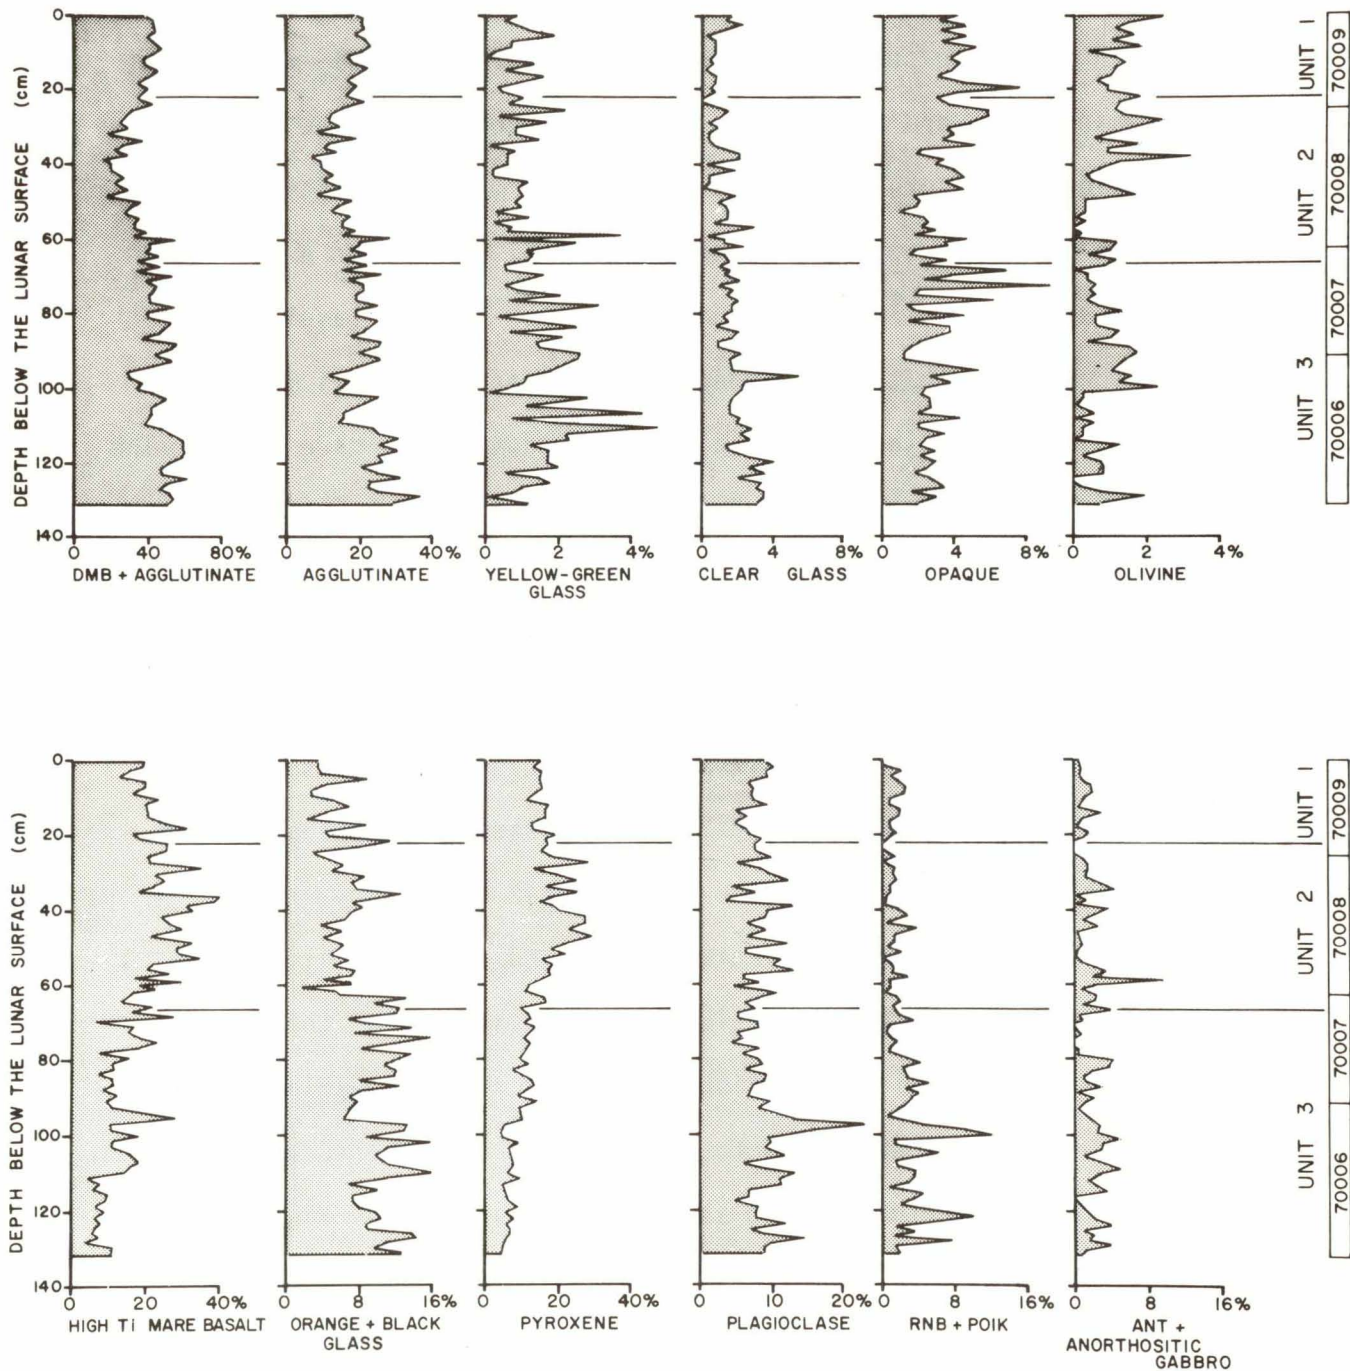 DEPTH BELOW THE LUNAR SURFACE (cm)
0
20
40
60
80
100
120
140
0 40 80%
DMB + AGGLUTINATE
0 20 40%
AGGLUTINATE
0 2 4%
YELLOW-GREEN
GLASS
0 4 8%
CLEAR GLASS
0 4 8%
OPAQUE
0 2 4%
OLIVINE
UNIT 1
UNIT 2
UNIT 3
70009
70008
70007
70006
DEPTH BELOW THE LUNAR SURFACE (cm)
0
20
40
60
80
100
120
140
0 20 40%
HIGH Ti MARE BASALT
0 8 16%
ORANGE + BLACK
GLASS
0 20 40%
PYROXENE
0 10 20%
PLAGIOCLASE
0 8 16%
RNB + POIK
0 8 16%
ANT +
ANORTHOSITIC
GABBRO
UNIT 1
UNIT 2
UNIT 3
70009
70008
70007
70006